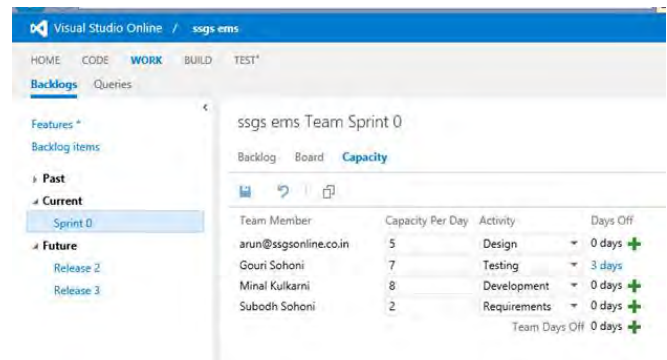 Visual Studio Online / ssgs ems
HOME CODE WORK BUILD TEST*
Backlogs Queries
Features *
Backlog items
Past
Current
Sprint 0
Future
Release 2
Release 3
ssgs ems Team Sprint 0
Backlog Board Capacity
Team Member Capacity Per Day Activity Days Off
arun@ssgsonline.co.in 5 Design 0 days
Gouri Sohoni 7 Testing 3 days
Minal Kulkarni 8 Development 0 days
Subodh Sohoni 2 Requirements 0 days
Team Days Off 0 days